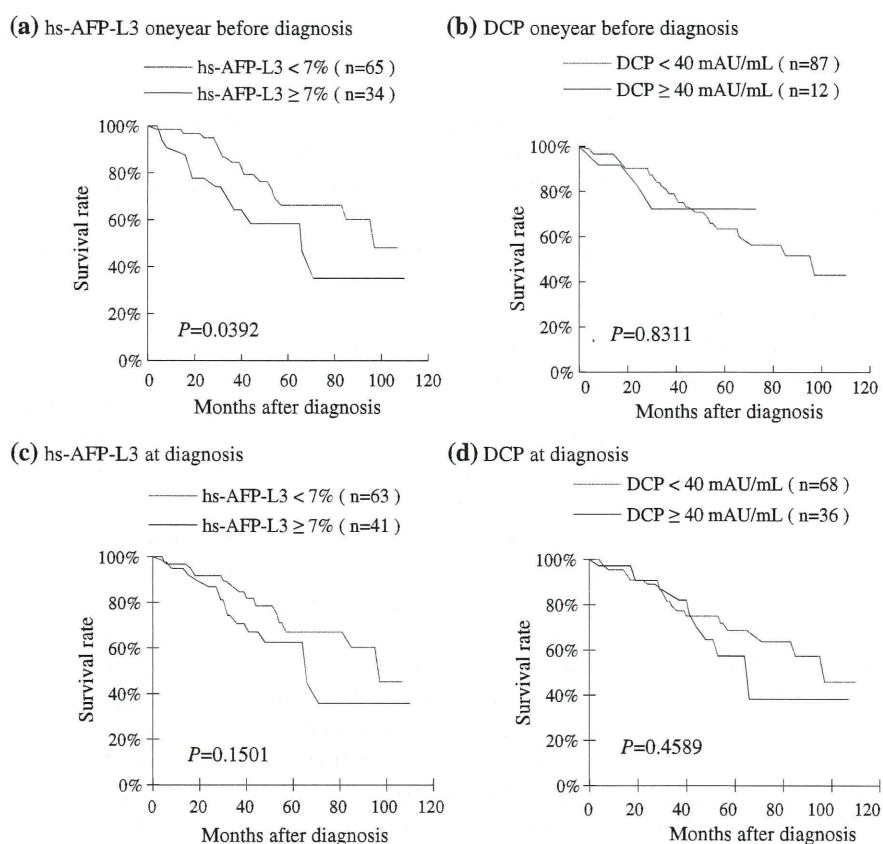 (a) hs-AFP-L3 oneyear before diagnosis
hs-AFP-L3 < 7% ( n=65)
hs-AFP-L3 ≥ 7% ( n=34)
100%
80%
60%
40%
20%
0%
Survival rate
P=0.0392
0 20 40 60 80 100 120
Months after diagnosis
(b) DCP oneyear before diagnosis
DCP < 40 mAU/mL ( n=87)
DCP ≥ 40 mAU/mL ( n=12)
100%
80%
60%
40%
20%
0%
Survival rate
P=0.8311
0 20 40 60 80 100 120
Months after diagnosis
(c) hs-AFP-L3 at diagnosis
hs-AFP-L3 < 7% ( n=63)
hs-AFP-L3 ≥ 7% ( n=41)
100%
80%
60%
40%
20%
0%
Survival rate
P=0.1501
0 20 40 60 80 100 120
Months after diagnosis
(d) DCP at diagnosis
DCP < 40 mAU/mL ( n=68)
DCP ≥ 40 mAU/mL ( n=36)
100%
80%
60%
40%
20%
0%
Survival rate
P=0.4589
0 20 40 60 80 100 120
Months after diagnosis